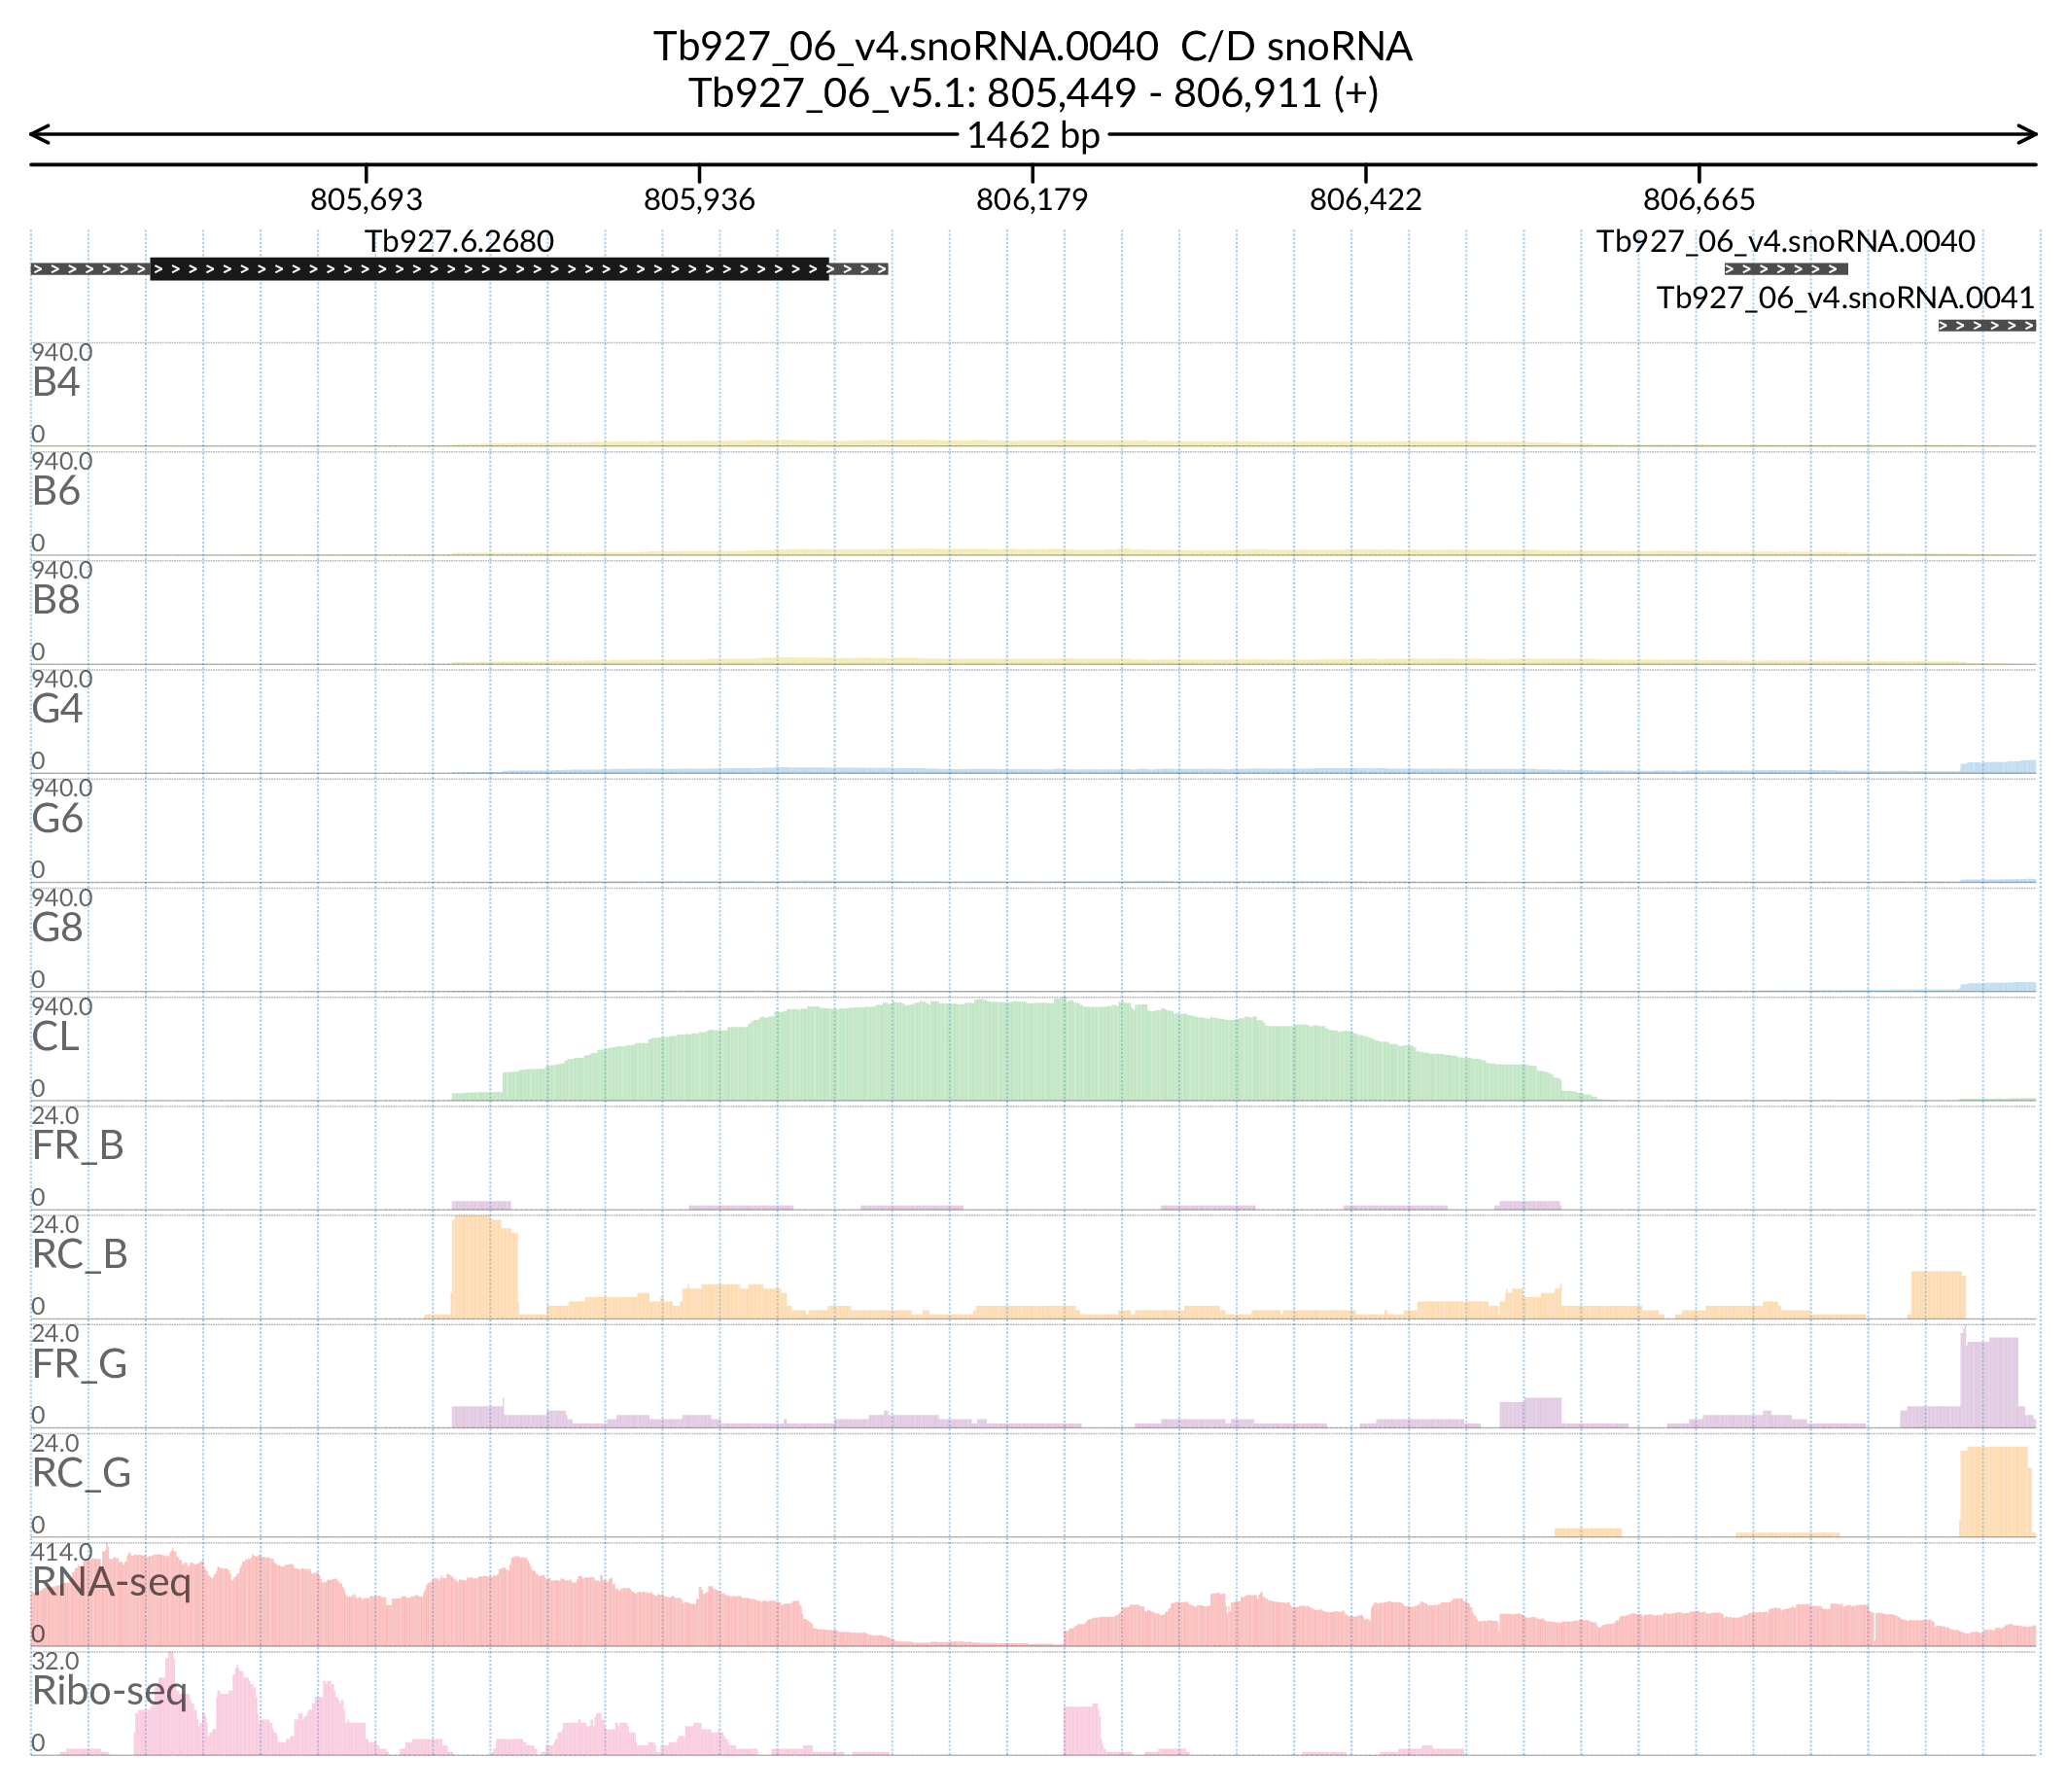 Tb927_06_v4.snoRNA.0040 C/D snoRNA
Tb927_06_v5.1: 805,449 - 806,911 (+)
1462 bp
805,693 805,936 806,179 806,422 806,665
Tb927.6.2680 Tb927_06_v4.snoRNA.0040
Tb927_06_v4.snoRNA.0041
940.0
B4
0
940.0
B6
0
940.0
B8
0
940.0
G4
0
940.0
G6
0
940.0
G8
0
940.0
CL
0
24.0
FR_B
0
24.0
RC_B
0
24.0
FR_G
0
24.0
RC_G
0
414.0
RNA-seq
0
32.0
Ribo-seq
0